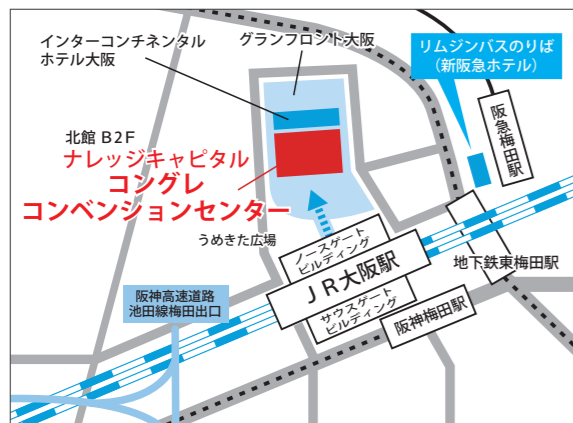 インターコンチネンタル
ホテル大阪
グランフロント大阪
リムジンバスのりば
（新阪急ホテル）
阪急梅田駅
北館 B2F
ナレッジキャピタル
コングレ
コンベンションセンター
うめきた広場
ノースゲート
ビルディング
JR大阪駅
サウスゲート
ビルディング
地下鉄東梅田駅
阪神梅田駅
阪神高速道路
池田線梅田出口